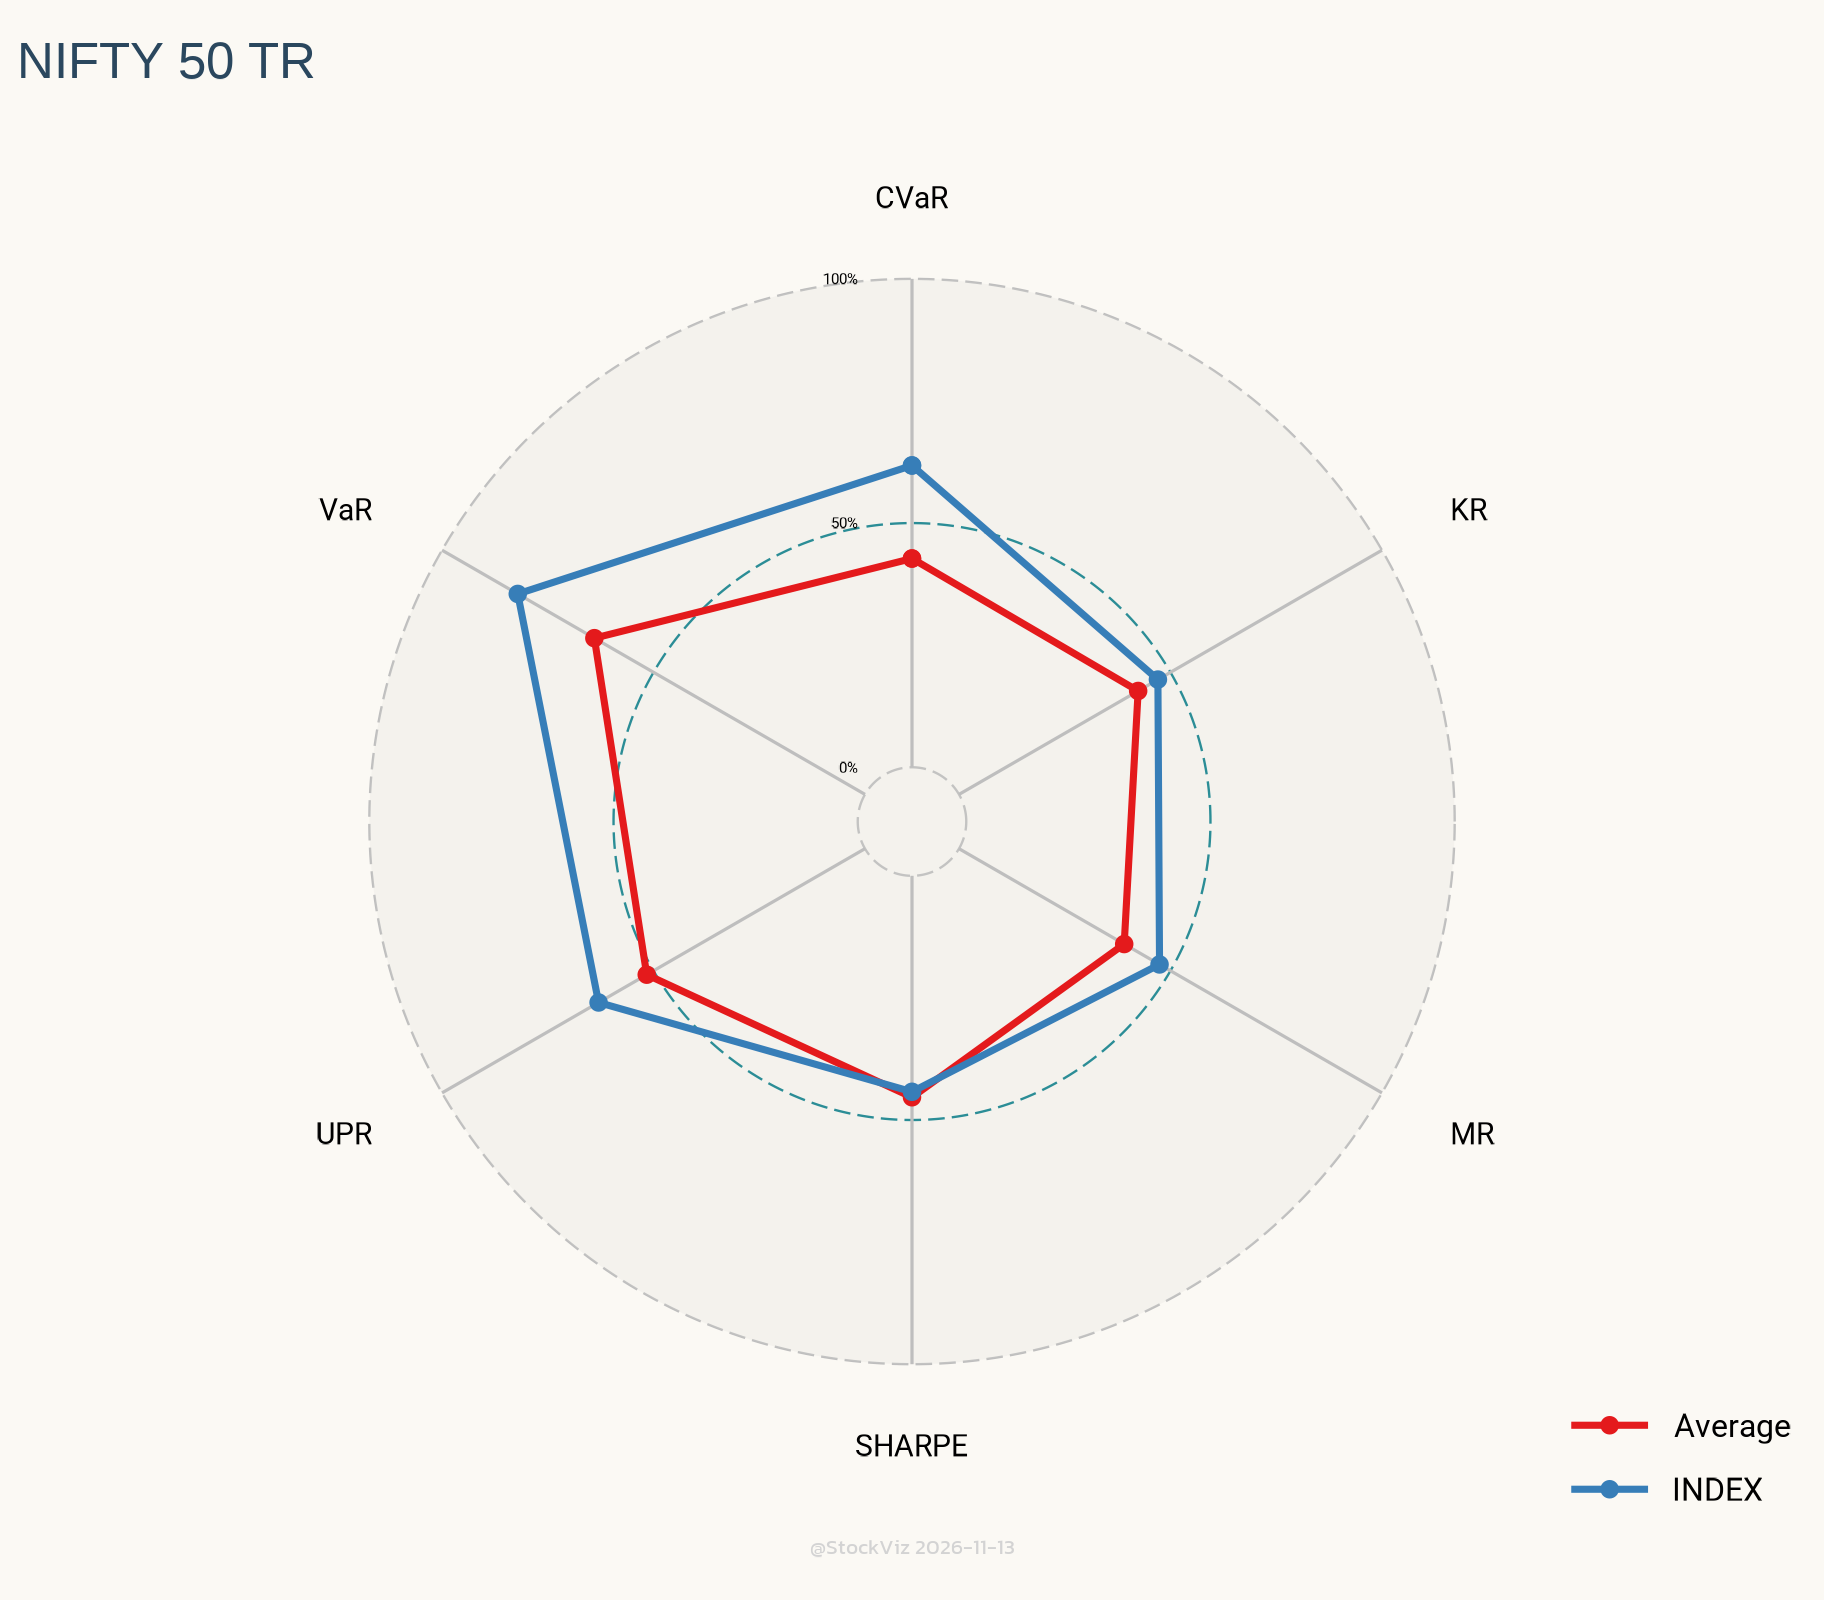 NIFTY 50 TR
CVaR
100%
VaR
KR
50%
0%
UPR
MR
SHARPE
Average
INDEX
@StockViz 2026-11-13